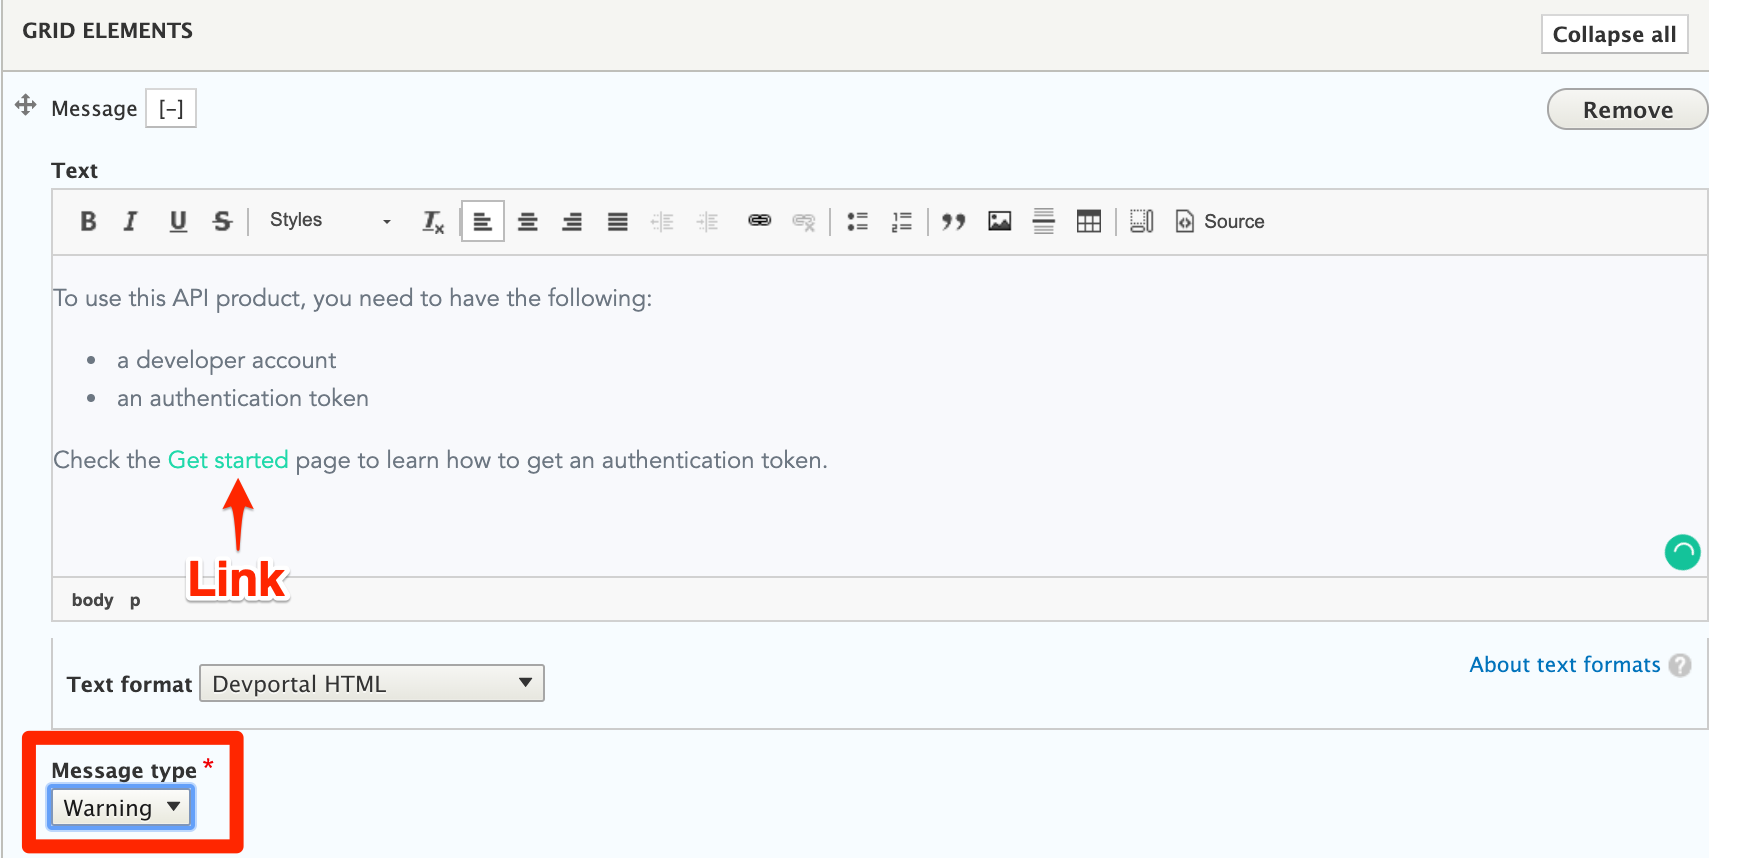 GRID ELEMENTS
Collapse all
Message [-]
Remove
Text
B I U S Styles Tx Source
To use this API product, you need to have the following:
• a developer account
• an authentication token
Check the Get started page to learn how to get an authentication token.
Link
body p
About text formats ?
Text format Devportal HTML
Message type *
Warning